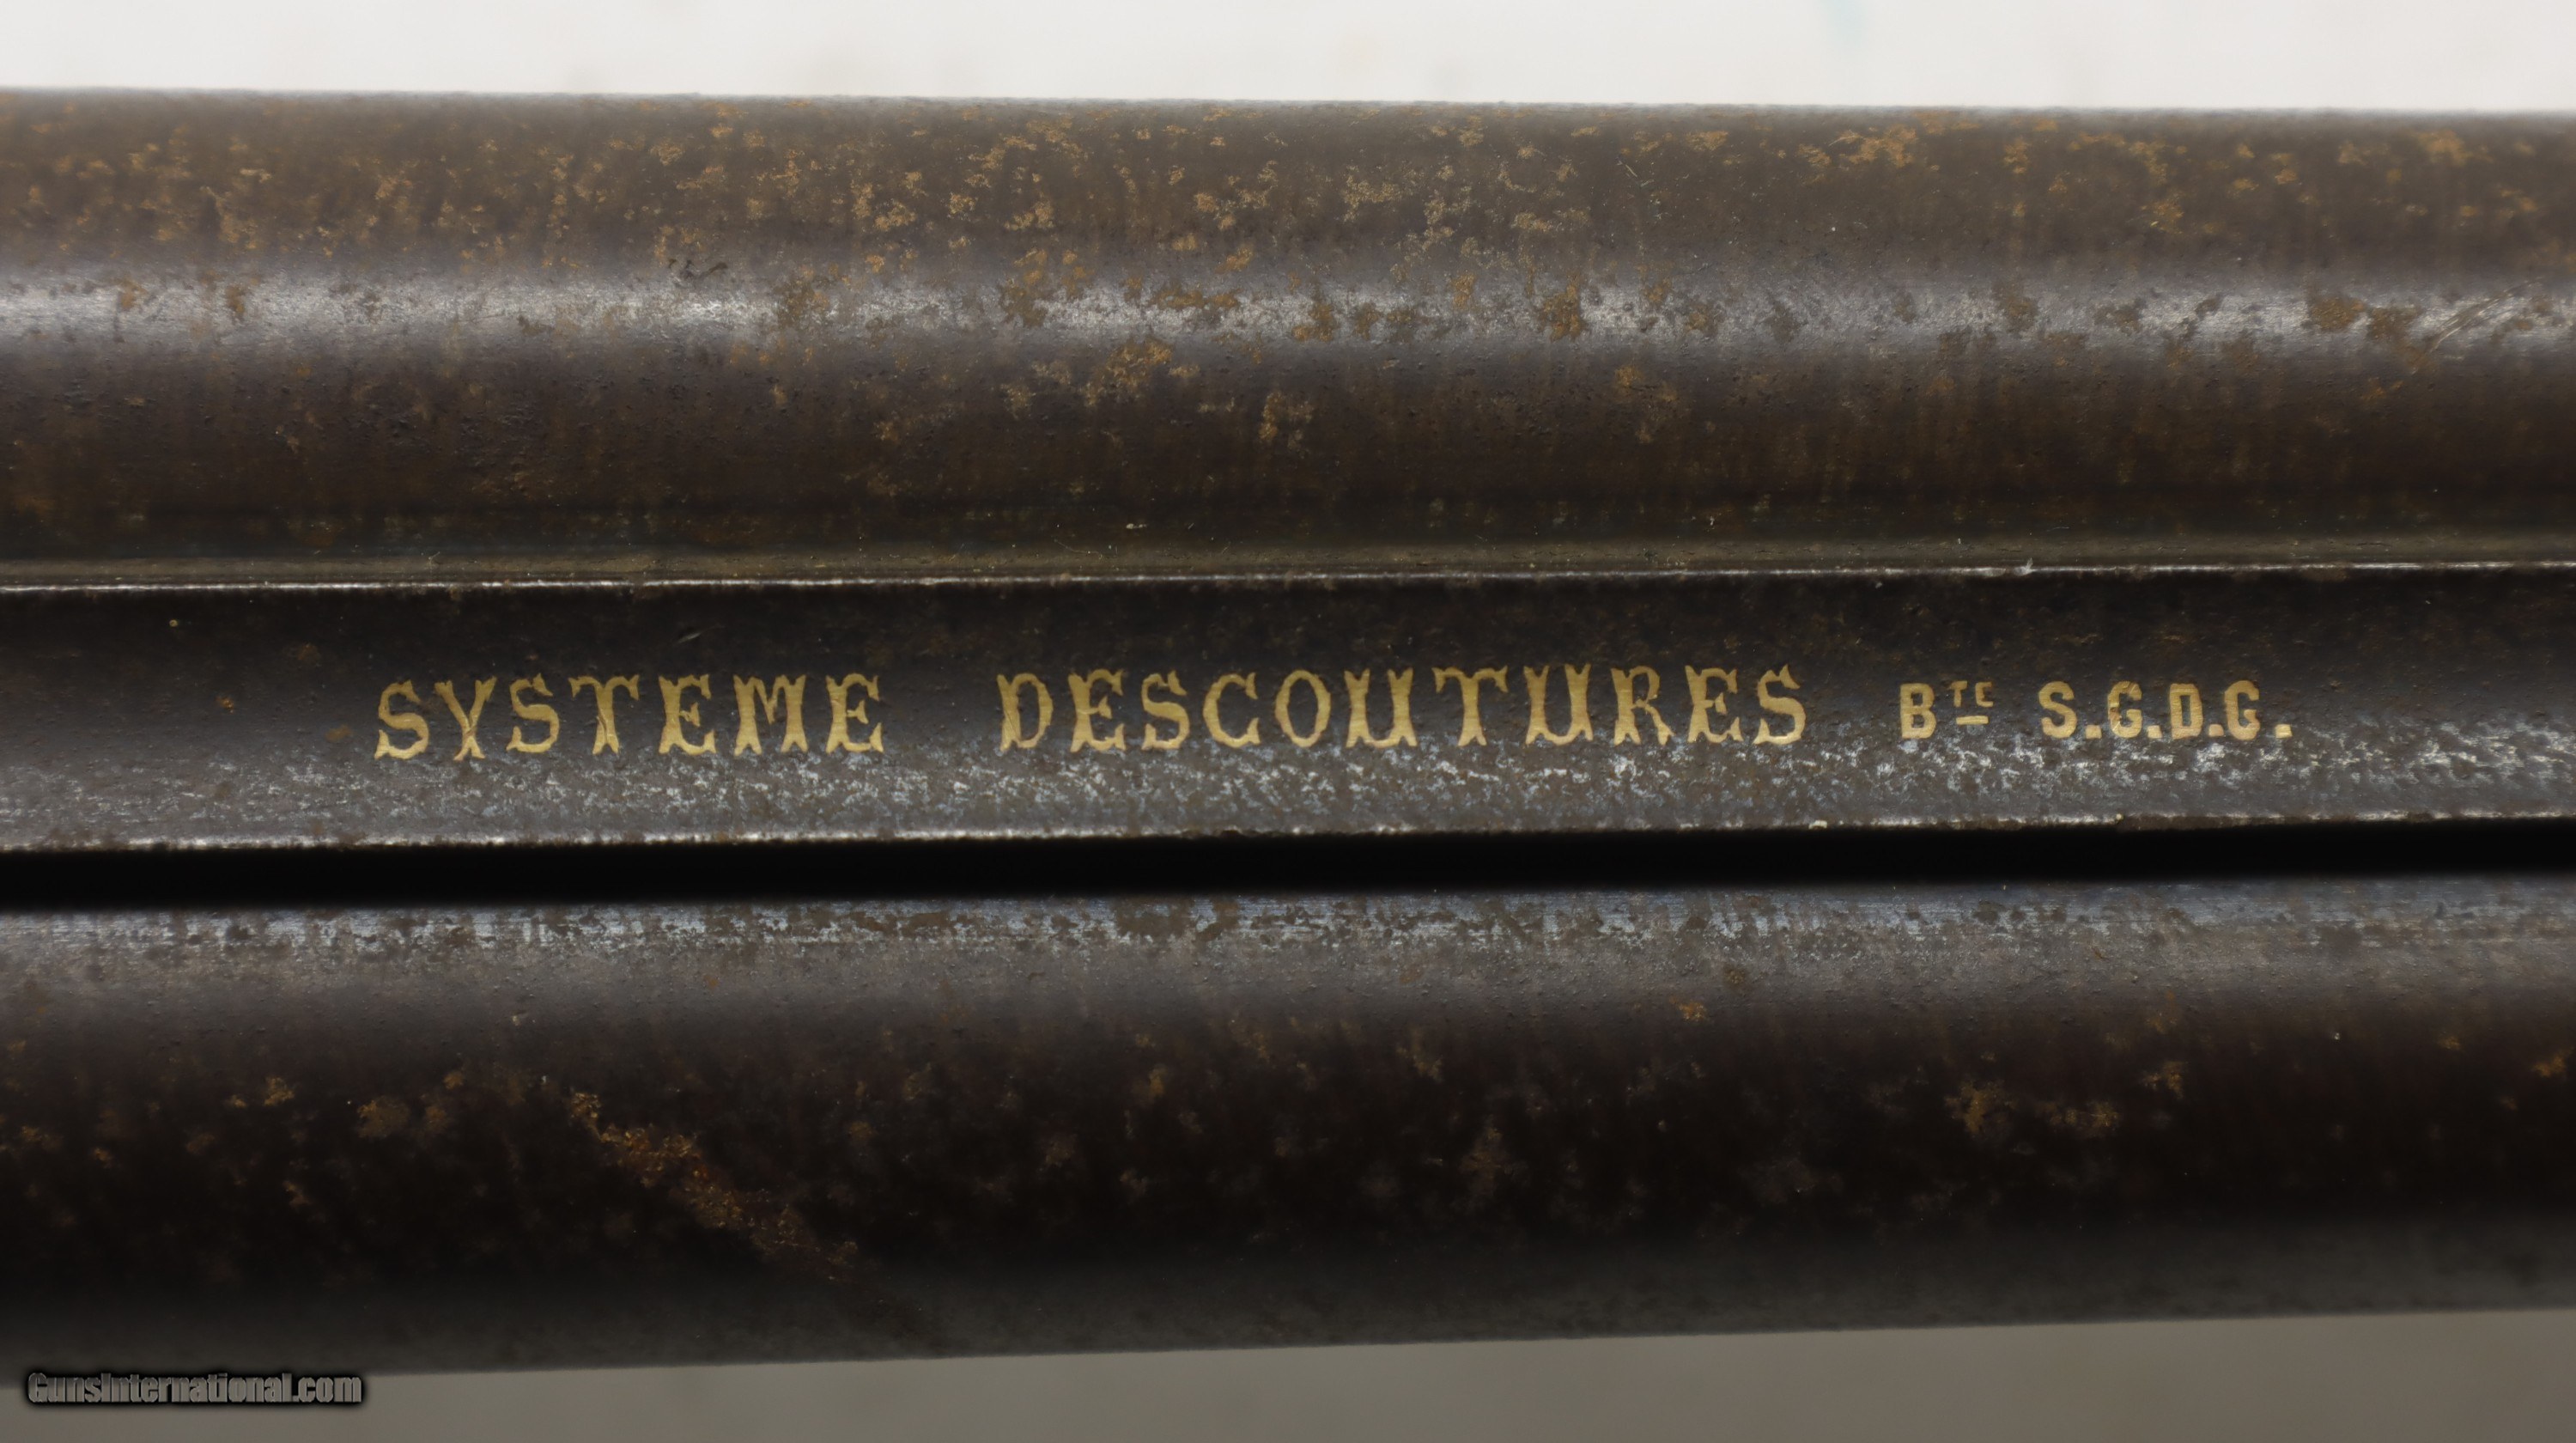 SYSTEME DESCOUTURES BTE S.G.D.G.
GunsInternational.com